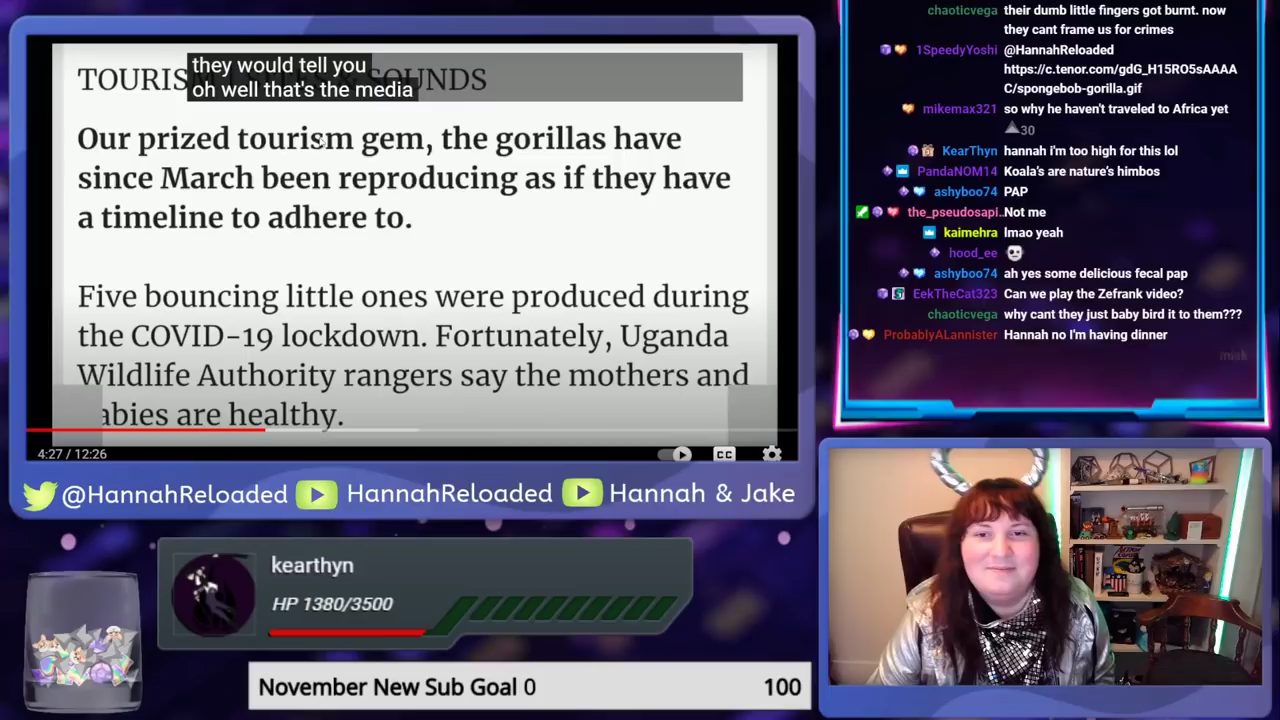 they would tell you
oh well that's the media
Our prized tourism gem, the gorillas have
since March been reproducing as if they have
a timeline to adhere to.
Five bouncing little ones were produced during
the COVID-19 lockdown. Fortunately, Uganda
Wildlife Authority rangers say the mothers and
babies are healthy.
4:27 / 12:26
CC
@HannahReloaded HannahReloaded Hannah & Jake
kearthyn
HP 1380/3500
November New Sub Goal 0 100
chaoticvega their dumb little fingers got burnt. now
they cant frame us for crimes
1SpeedyYoshi @HannahReloaded
https://c.tenor.com/gdG_H15RO5sAAAA
C/spongebob-gorilla.gif
mikemax321 so why he haven't traveled to Africa yet
30
KearThyn hannah i'm too high for this lol
PandaNOM14 Koala's are nature's himbos
ashyboo74 PAP
the_pseudosapi.. Not me
kaimehra lmao yeah
hood_ee
ashyboo74 ah yes some delicious fecal pap
EekTheCat323 Can we play the Zefrank video?
chaoticvega why cant they just baby bird it to them???
ProbablyALannister Hannah no I'm having dinner